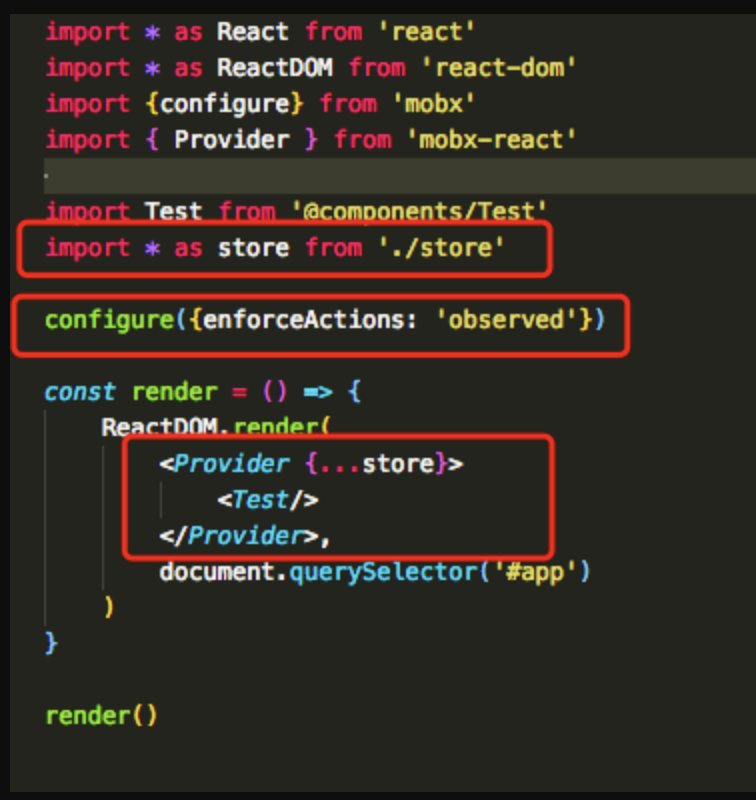 import * as React from 'react'
import * as ReactDOM from 'react-dom'
import {configure} from 'mobx'
import { Provider } from 'mobx-react'
import Test from '@components/Test'
import * as store from './store'
configure({enforceActions: 'observed'})
const render = () => {
ReactDOM.render(
<Provider {...store}>
<Test/>
</Provider>,
document.querySelector('#app')
)
}
render()